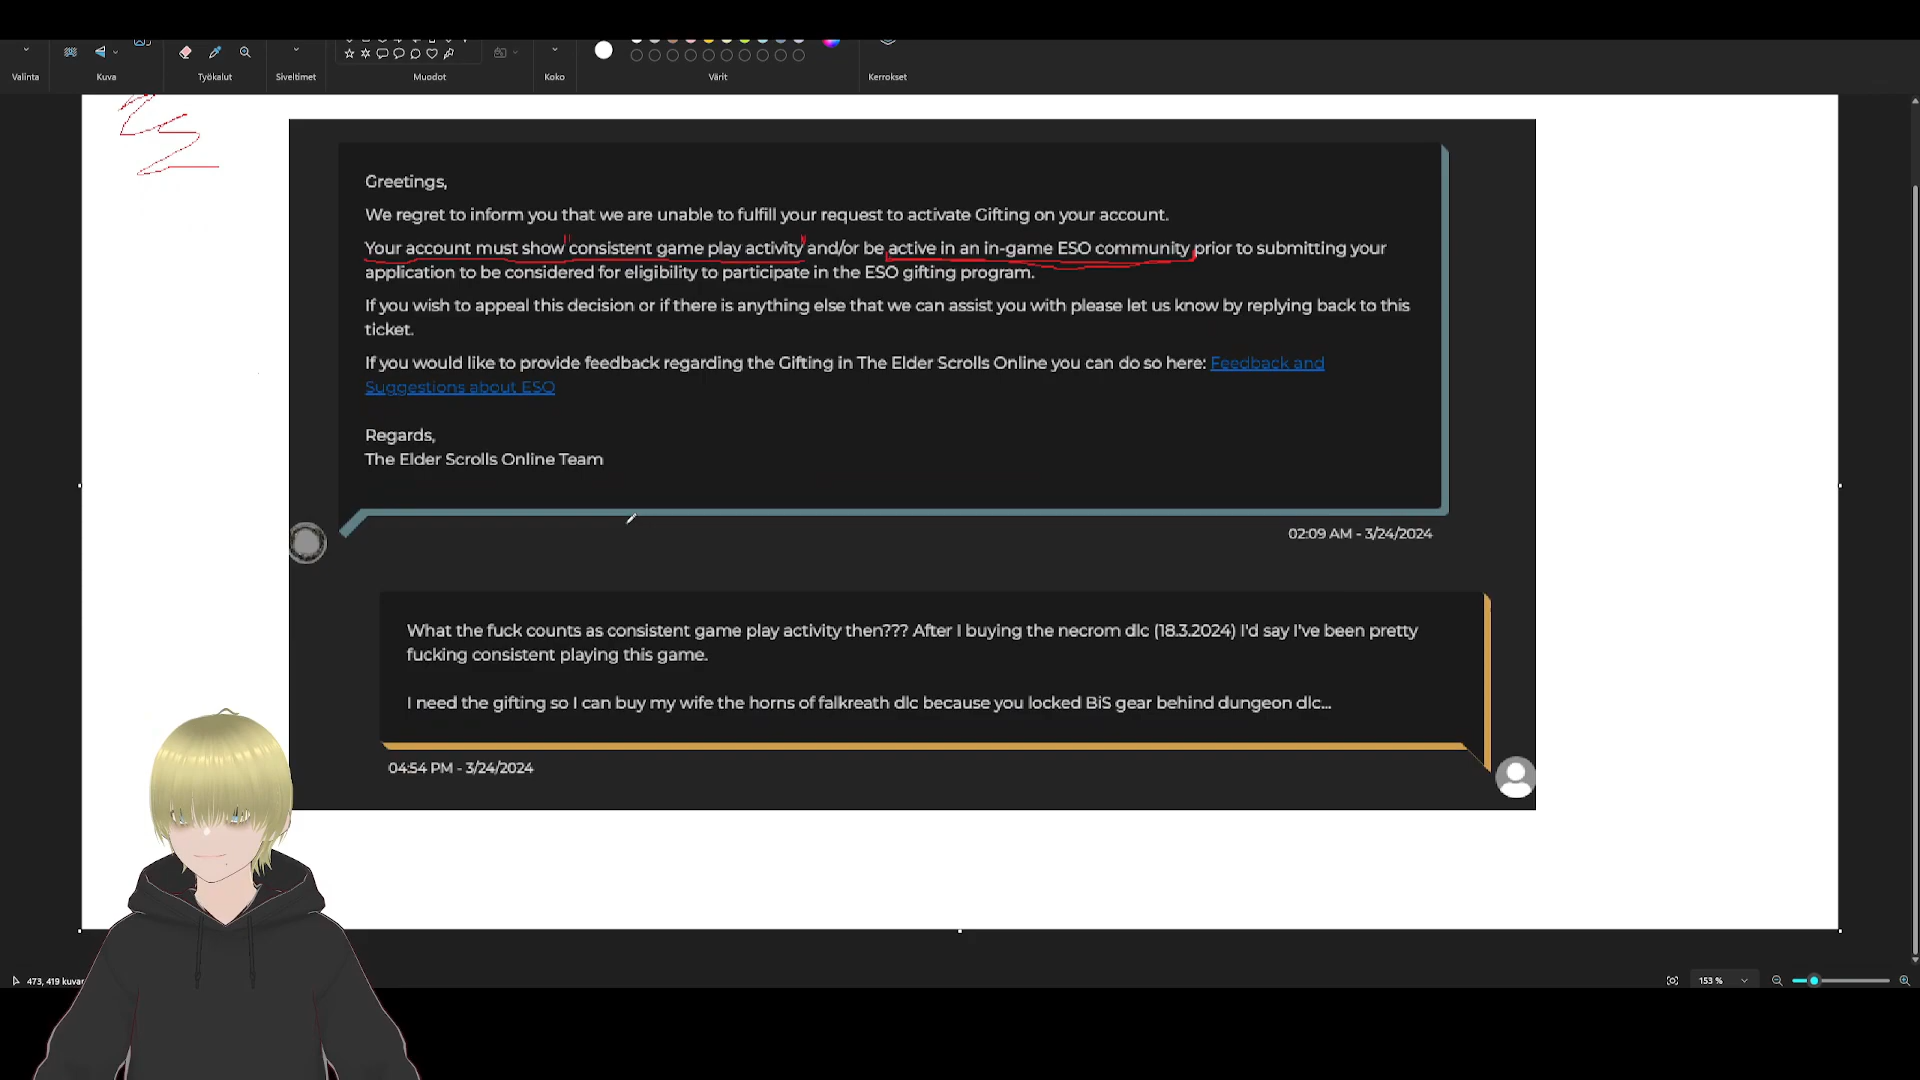 Valinta
Kuva
Työkalut
Siveltimet
Muodot
Koko
Värit
Kerrokset
Greetings,
We regret to inform you that we are unable to fulfill your request to activate Gifting on your account.
Your account must show "consistent game play activity" and/or be active in an in-game ESO community prior to submitting your
application to be considered for eligibility to participate in the ESO gifting program.
If you wish to appeal this decision or if there is anything else that we can assist you with please let us know by replying back to this
ticket.
If you would like to provide feedback regarding the Gifting in The Elder Scrolls Online you can do so here: Feedback and
Suggestions about ESO
Regards,
The Elder Scrolls Online Team
02:09 AM - 3/24/2024
What the fuck counts as consistent game play activity then??? After I buying the necrom dlc (18.3.2024) I'd say I've been pretty
fucking consistent playing this game.
I need the gifting so I can buy my wife the horns of falkreath dlc because you locked BiS gear behind dungeon dlc...
04:54 PM - 3/24/2024
473, 419
153 %